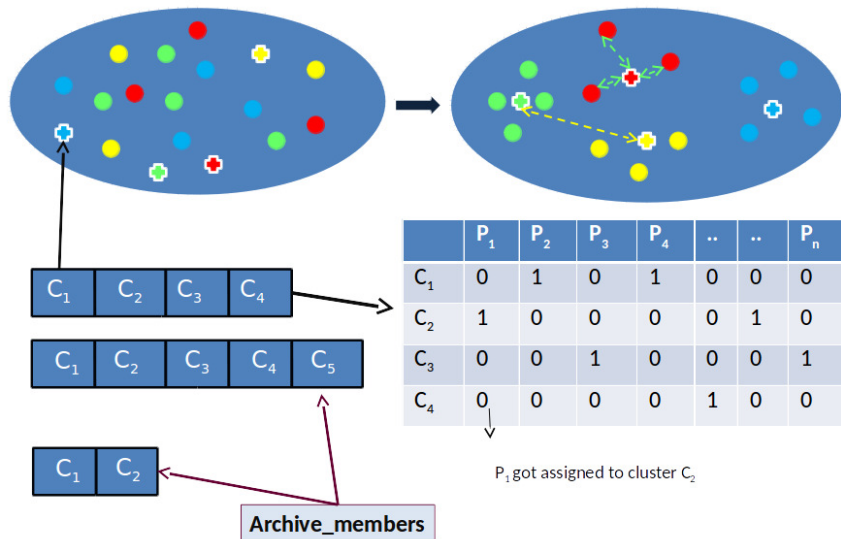 P₁ P₂ P₃ P₄ .. .. Pₙ
C₁ 0 1 0 1 0 0 0
C₂ 1 0 0 0 0 1 0
C₃ 0 0 1 0 0 0 1
C₄ 0 0 0 0 1 0 0
C₁ C₂ C₃ C₄
C₁ C₂ C₃ C₄ C₅
C₁ C₂
P₁ got assigned to cluster C₂
Archive_members